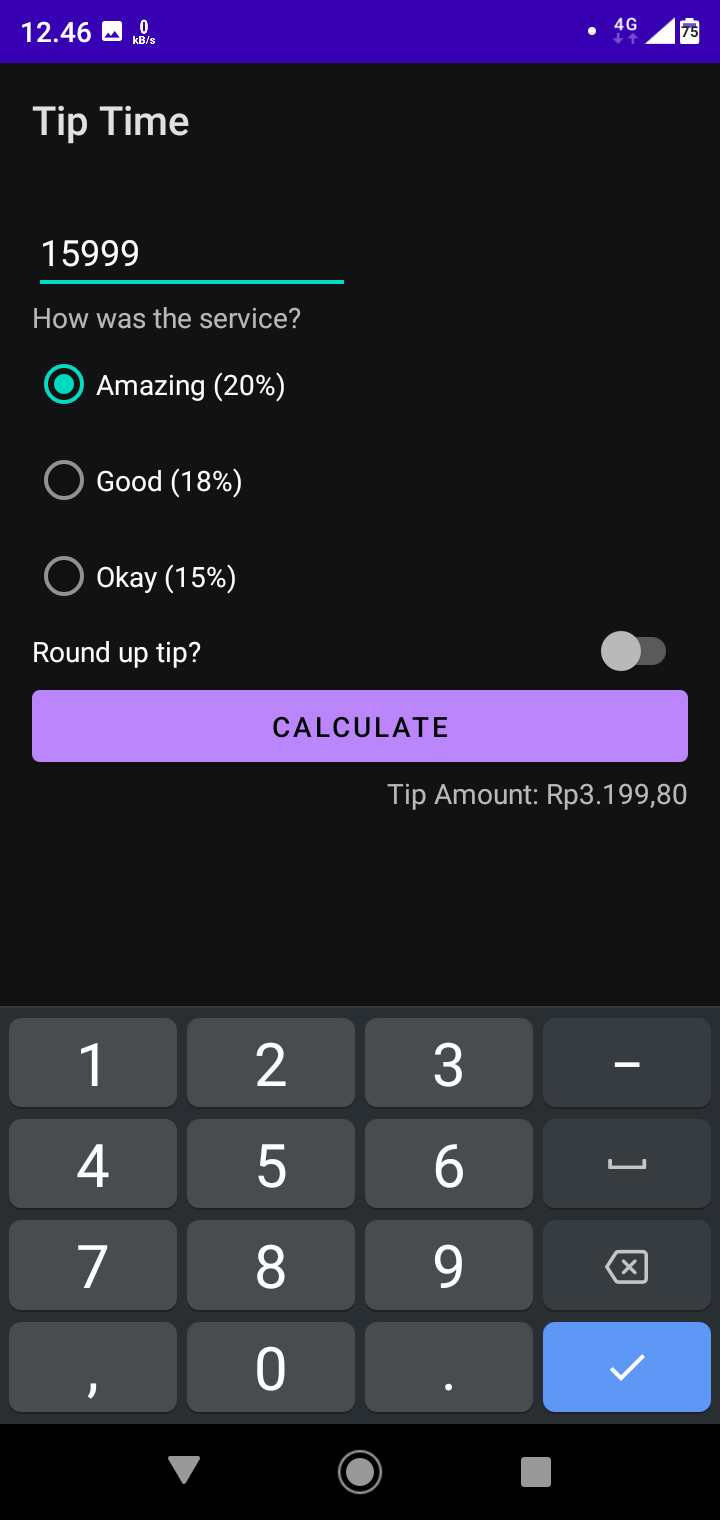 12.46 0 kB/s 4G 75
Tip Time
15999
How was the service?
Amazing (20%)
Good (18%)
Okay (15%)
Round up tip?
CALCULATE
Tip Amount: Rp3.199,80
1 2 3 –
4 5 6
7 8 9
, 0 .